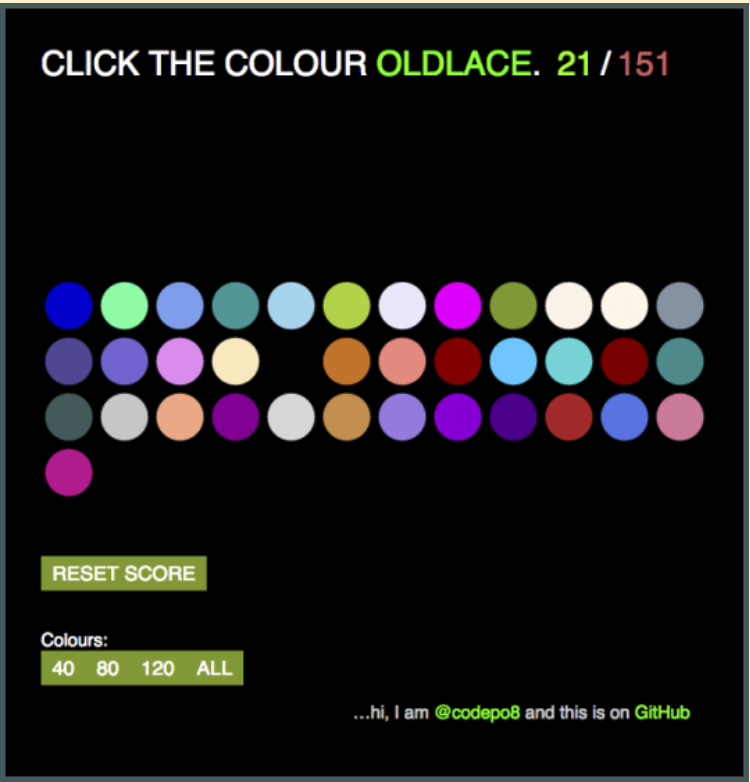 CLICK THE COLOUR OLDLACE. 21 / 151
RESET SCORE
Colours:
40 80 120 ALL
...hi, I am @codepo8 and this is on GitHub